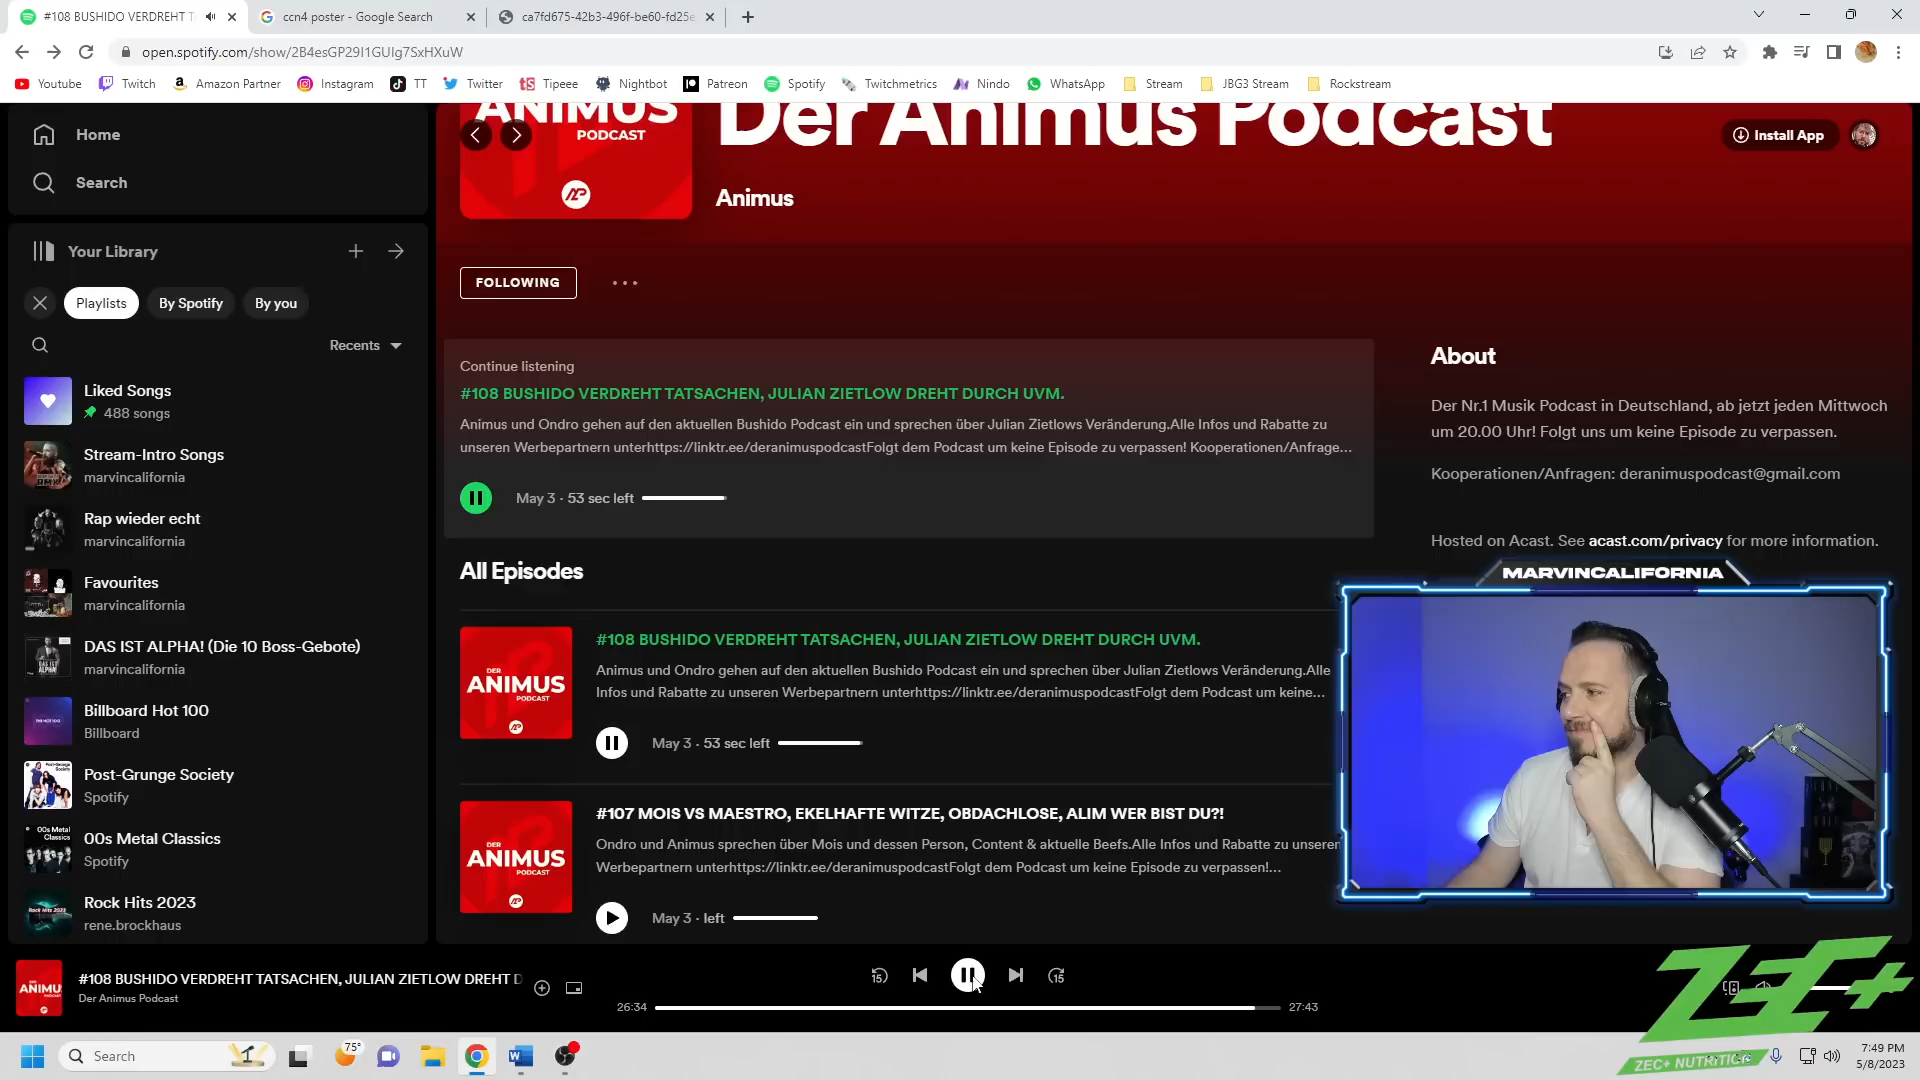 #108 BUSHIDO VERDREHT T
ccn4 poster - Google Search
ca7fd675-42b3-496f-be60-fd25e
open.spotify.com/show/2B4esGP29I1GUIg7SxHXuW
Youtube
Twitch
Amazon Partner
Instagram
TT
Twitter
Tipeee
Nightbot
Patreon
Spotify
Twitchmetrics
Nindo
WhatsApp
Stream
JBG3 Stream
Rockstream
Home
Search
Your Library
Playlists
By Spotify
By you
Recents
Liked Songs
488 songs
Stream-Intro Songs
marvincalifornia
Rap wieder echt
marvincalifornia
Favourites
marvincalifornia
DAS IST ALPHA! (Die 10 Boss-Gebote)
marvincalifornia
Billboard Hot 100
Billboard
Post-Grunge Society
Spotify
00s Metal Classics
Spotify
Rock Hits 2023
rene.brockhaus
ANIMUS
PODCAST
Der Animus Podcast
Animus
Install App
FOLLOWING
Continue listening
#108 BUSHIDO VERDREHT TATSACHEN, JULIAN ZIETLOW DREHT DURCH UVM.
Animus und Ondro gehen auf den aktuellen Bushido Podcast ein und sprechen über Julian Zietlows Veränderung.Alle Infos und Rabatte zu
unseren Werbepartnern unterhttps://linktr.ee/deranimuspodcastFolgt dem Podcast um keine Episode zu verpassen! Kooperationen/Anfrage...
May 3 · 53 sec left
About
Der Nr.1 Musik Podcast in Deutschland, ab jetzt jeden Mittwoch
um 20.00 Uhr! Folgt uns um keine Episode zu verpassen.
Kooperationen/Anfragen: deranimuspodcast@gmail.com
Hosted on Acast. See acast.com/privacy for more information.
All Episodes
DER
ANIMUS
PODCAST
#108 BUSHIDO VERDREHT TATSACHEN, JULIAN ZIETLOW DREHT DURCH UVM.
Animus und Ondro gehen auf den aktuellen Bushido Podcast ein und sprechen über Julian Zietlows Veränderung.Alle
Infos und Rabatte zu unseren Werbepartnern unterhttps://linktr.ee/deranimuspodcastFolgt dem Podcast um keine...
May 3 · 53 sec left
DER
ANIMUS
PODCAST
#107 MOIS VS MAESTRO, EKELHAFTE WITZE, OBDACHLOSE, ALIM WER BIST DU?!
Ondro und Animus sprechen über Mois und dessen Person, Content & aktuelle Beefs.Alle Infos und Rabatte zu unseren
Werbepartnern unterhttps://linktr.ee/deranimuspodcastFolgt dem Podcast um keine Episode zu verpassen!...
May 3 · left
MARVINCALIFORNIA
ANIMUS
#108 BUSHIDO VERDREHT TATSACHEN, JULIAN ZIETLOW DREHT D
Der Animus Podcast
15
15
26:34
27:43
ZEC+
ZEC+ NUTRITION
Search
75°
7:49 PM
5/8/2023